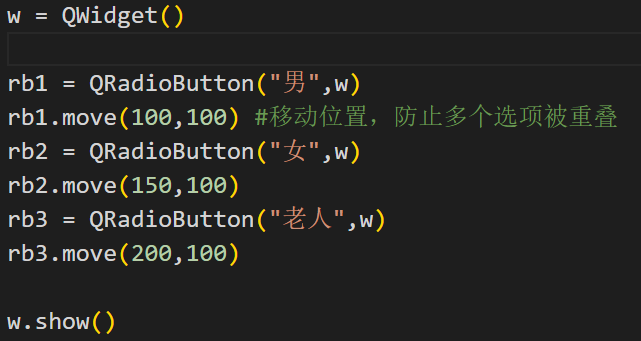 w = QWidget()
rb1 = QRadioButton("男",w)
rb1.move(100,100) #移动位置，防止多个选项被重叠
rb2 = QRadioButton("女",w)
rb2.move(150,100)
rb3 = QRadioButton("老人",w)
rb3.move(200,100)
w.show()